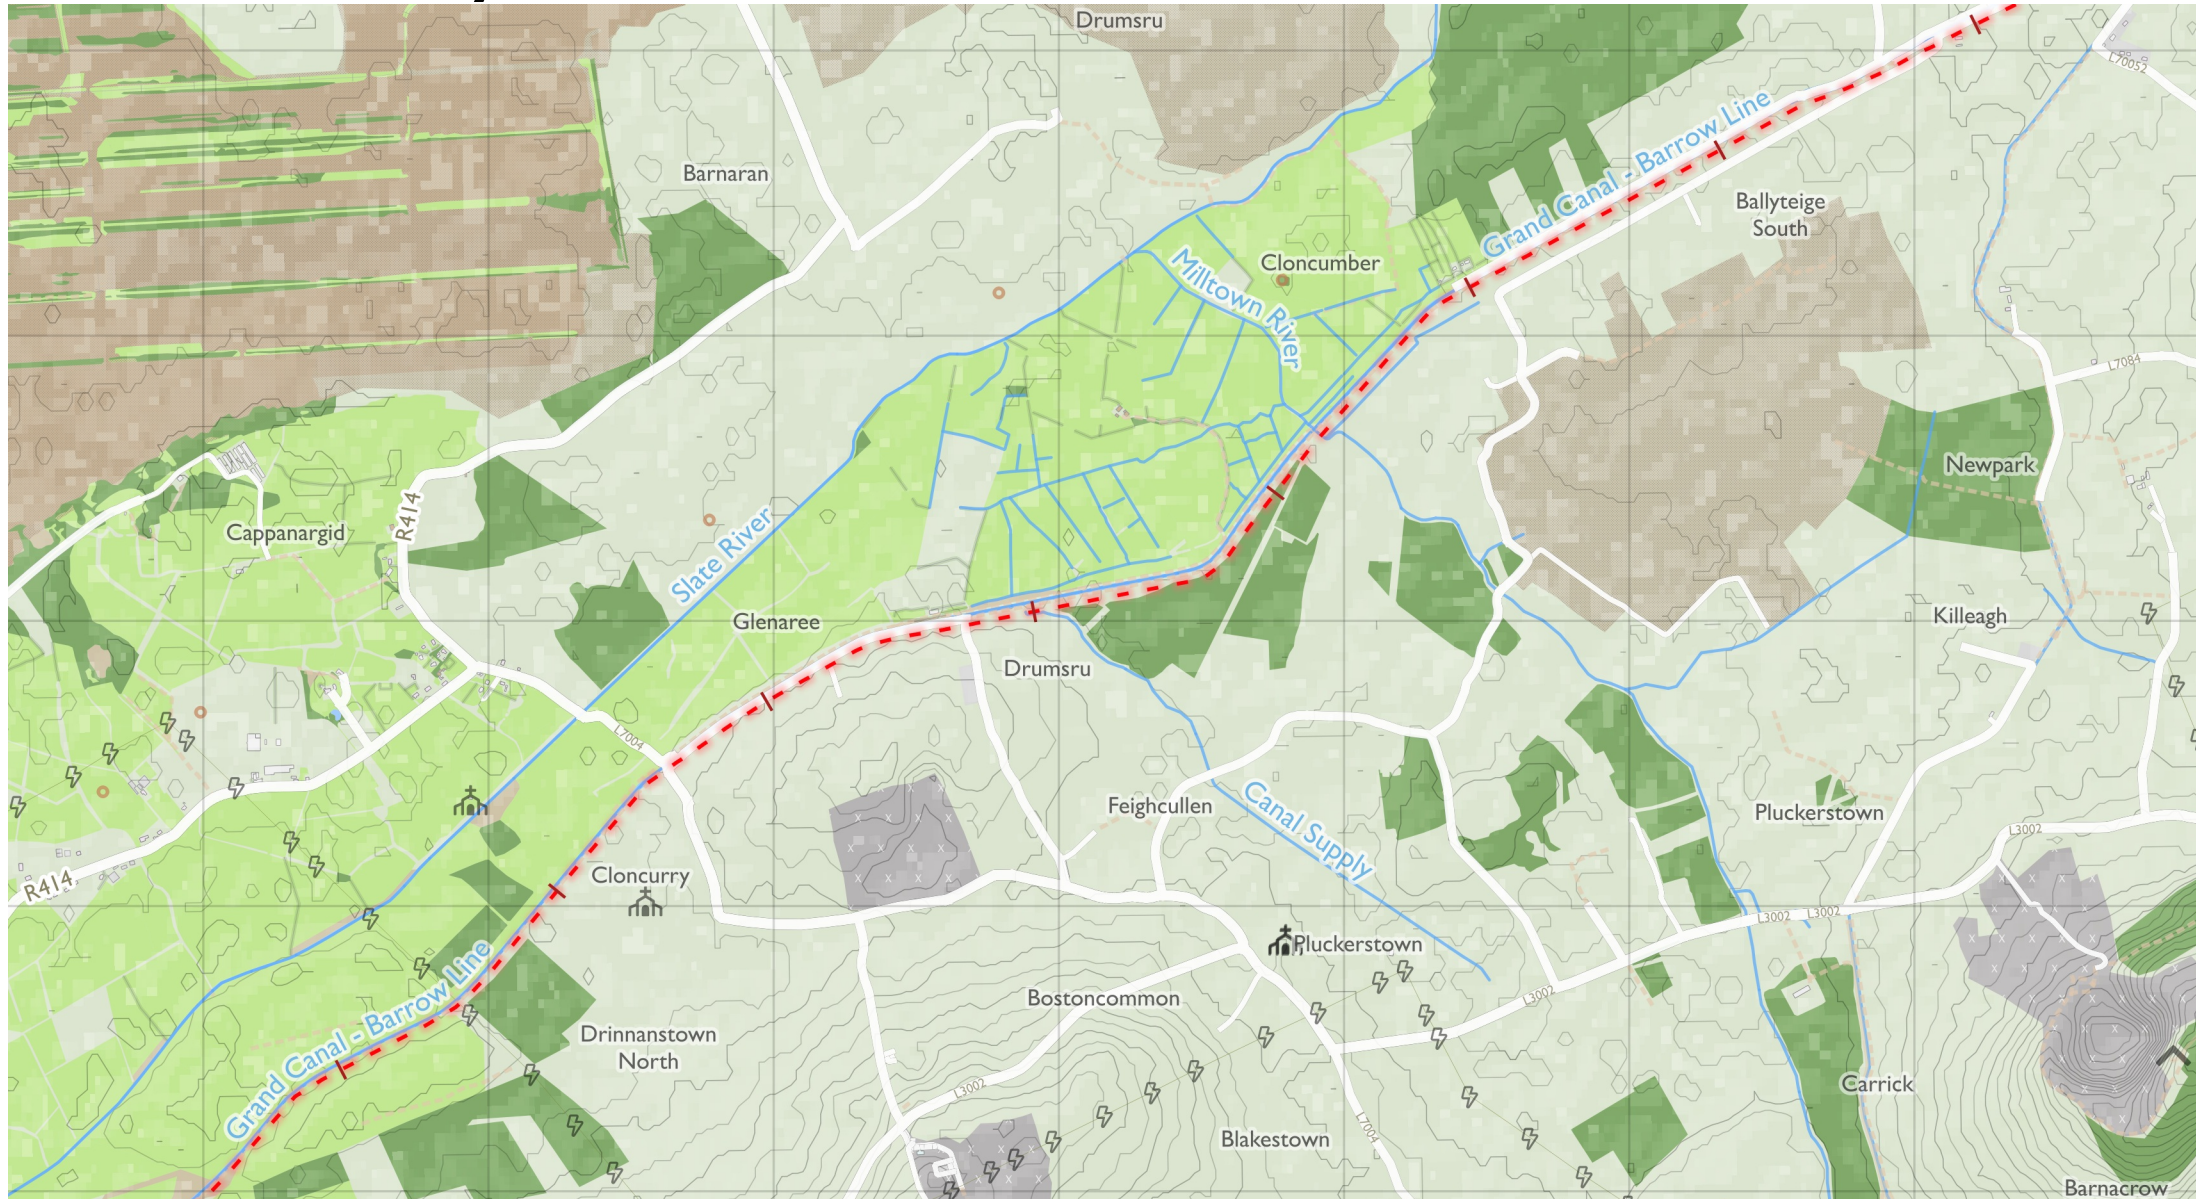 Drumsru
L70052
Grand Canal - Barrow Line
Barnaran
Ballyteige
South
Cloncumber
Milltown River
L7084
Newpark
R414
Cappanargid
Slate River
Glenaree
Killeagh
Drumsru
L7004
Canal Supply
Feighcullen
Pluckerstown
L3002
R414
Cloncurry
L3002
L3002
Pluckerstown
Grand Canal - Barrow Line
Bostoncommon
L3002
Drinnanstown
North
L3002
Carrick
Blakestown
L7004
Barnacrow